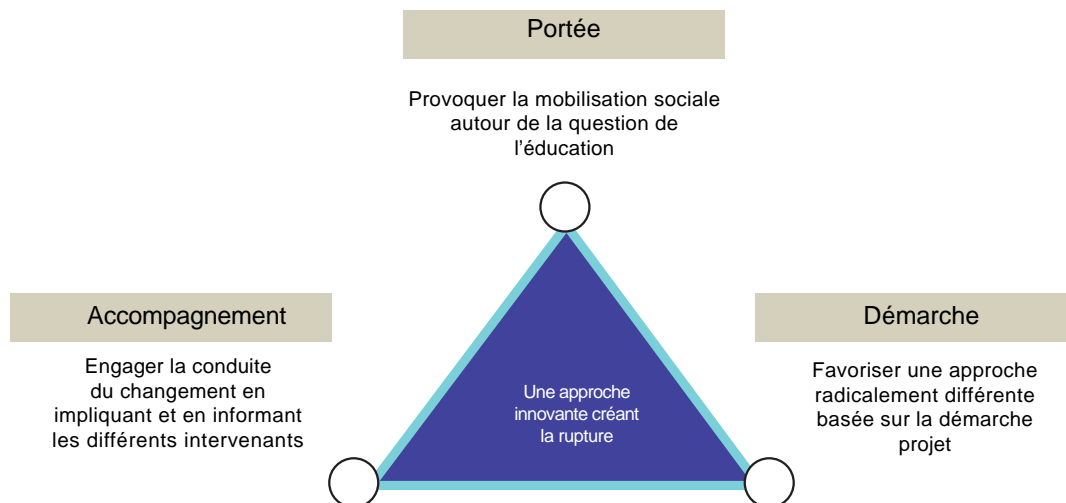 Portée
Provoquer la mobilisation sociale
autour de la question de
l’éducation
Accompagnement
Engager la conduite
du changement en
impliquant et en informant
les différents intervenants
Une approche
innovante créant
la rupture
Démarche
Favoriser une approche
radicalement différente
basée sur la démarche
projet